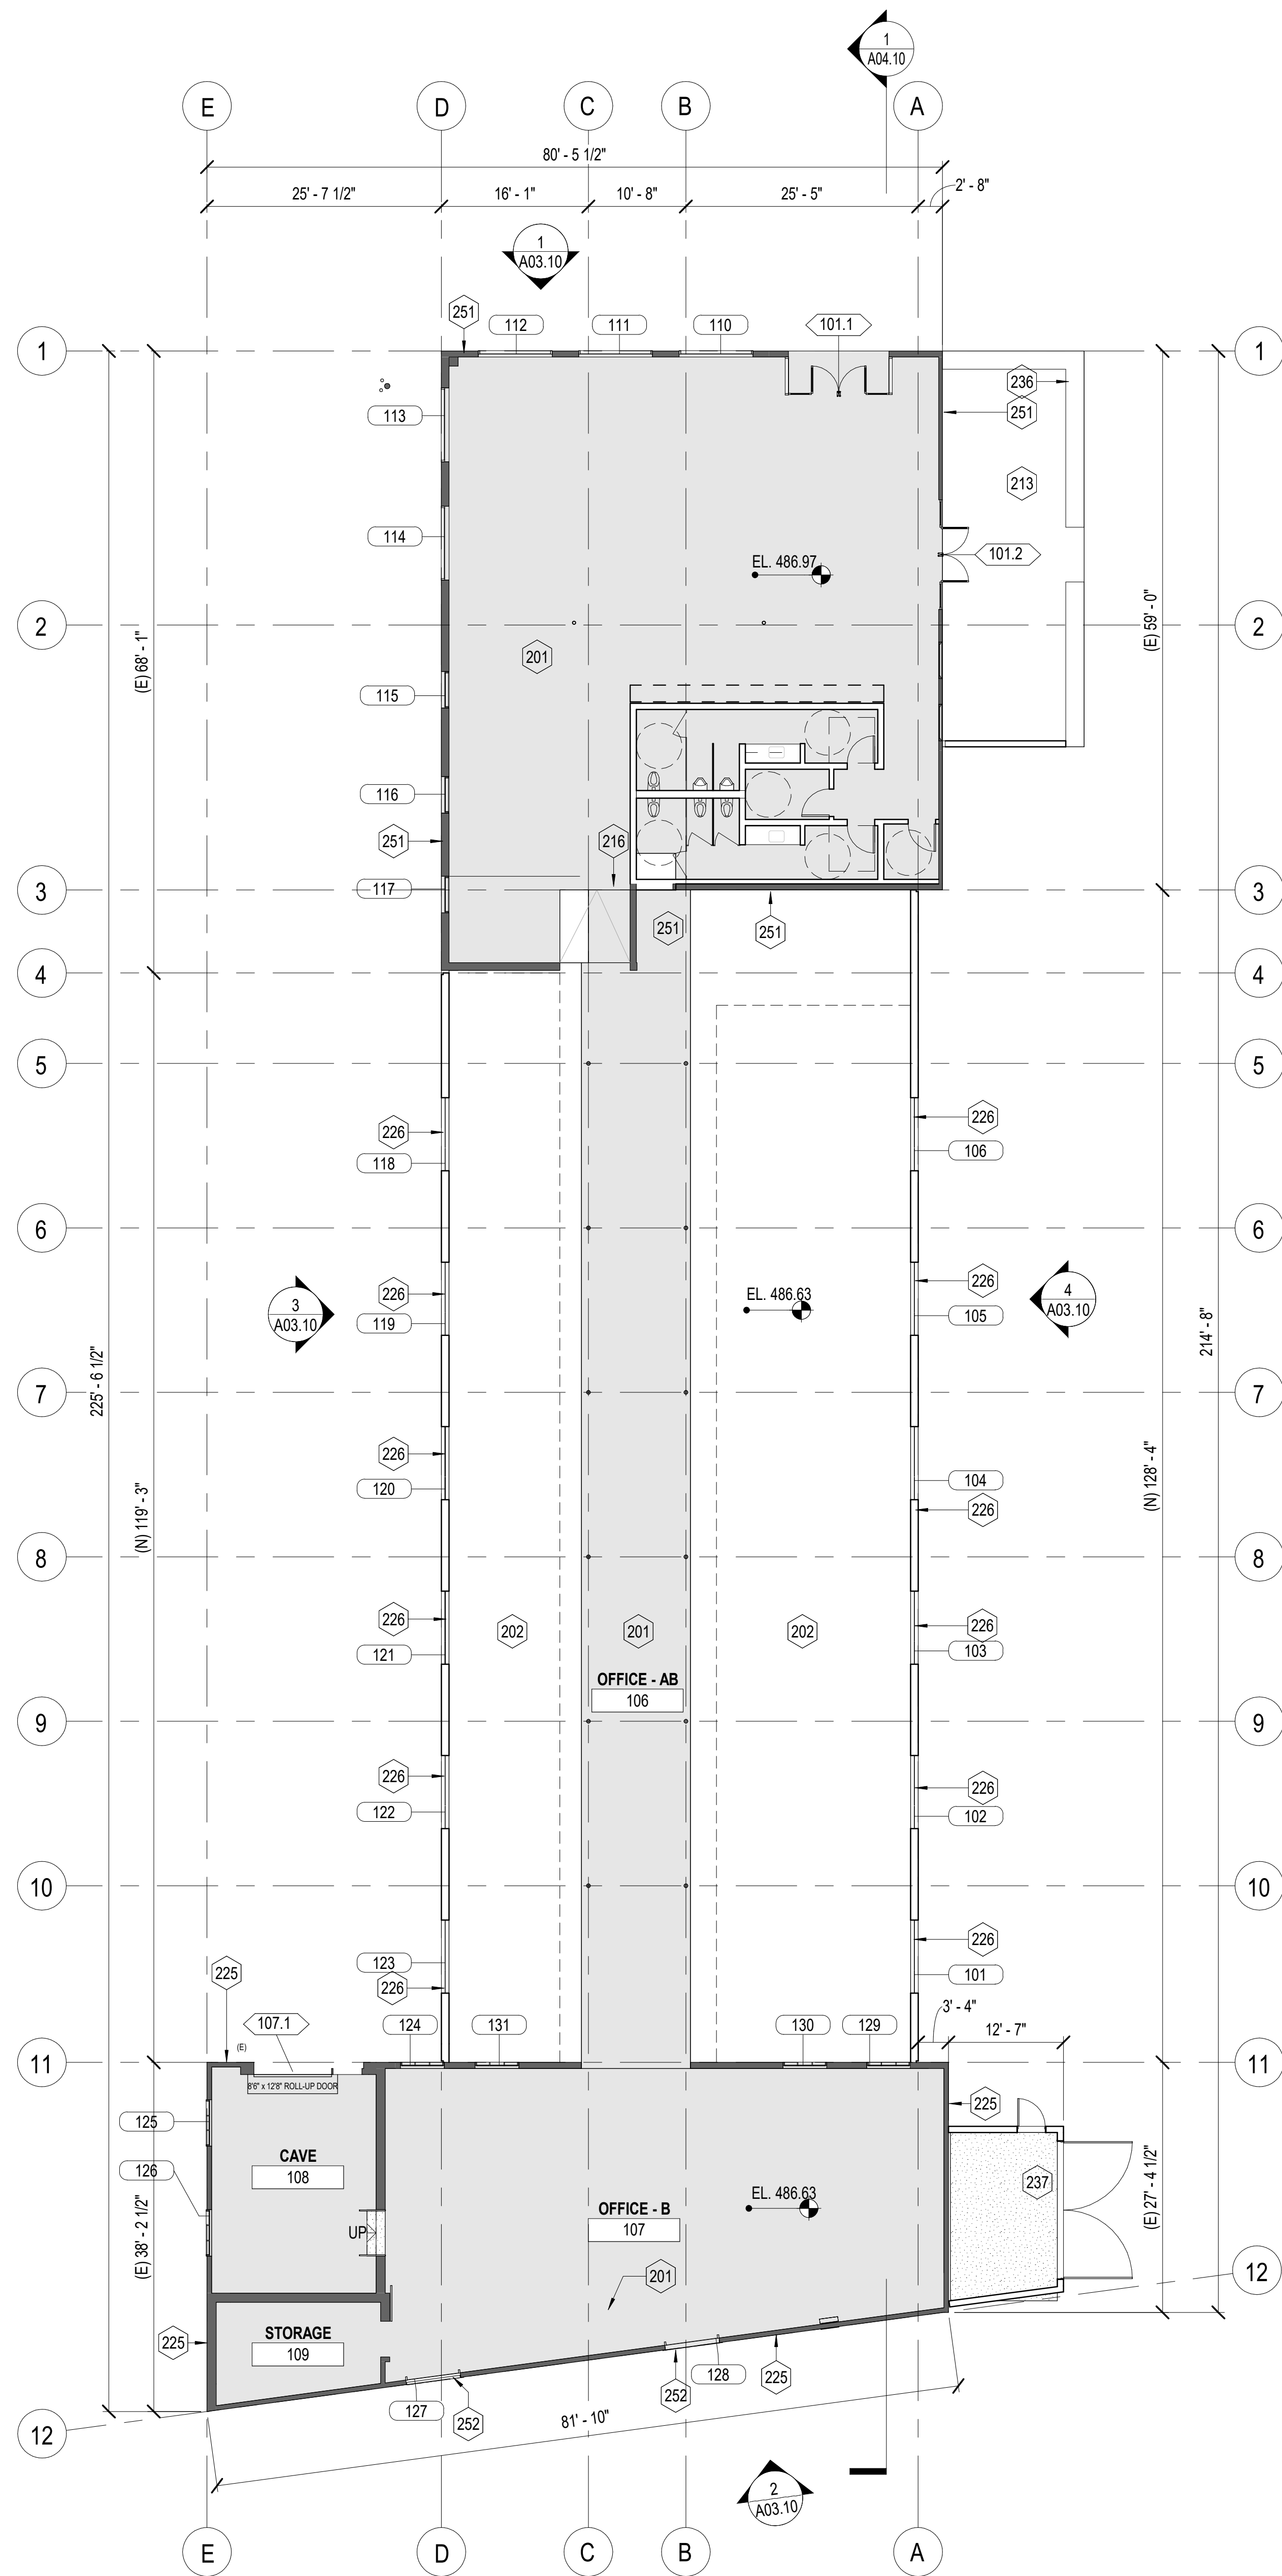 1
A04.10
E
D
C
B
A
80' - 5 1/2"
25' - 7 1/2"
16' - 1"
10' - 8"
25' - 5"
2' - 8"
1
A03.10
251
112
111
110
101.1
1
1
236
251
113
213
114
101.2
EL. 486.97
(E) 68' - 1"
(E) 59' - 0"
2
2
201
115
116
251
216
117
3
3
251
251
4
4
5
5
226
226
118
106
6
6
226
226
3
A03.10
EL. 486.63
4
A03.10
119
105
225' - 6 1/2"
214' - 8"
7
7
226
120
104
(N) 119' - 3"
(N) 128' - 4"
226
8
8
226
226
202
201
202
121
103
OFFICE - AB
106
9
9
226
226
122
102
10
10
226
123
225
226
101
3' - 4"
107.1
124
131
130
129
12' - 7"
(E)
11
11
8'6" x 12'8" ROLL-UP DOOR
225
125
CAVE
108
126
237
EL. 486.63
OFFICE - B
107
UP
(E) 38' - 2 1/2"
(E) 27' - 4 1/2"
201
12
STORAGE
109
225
225
128
252
127
252
81' - 10"
12
2
A03.10
E
D
C
B
A